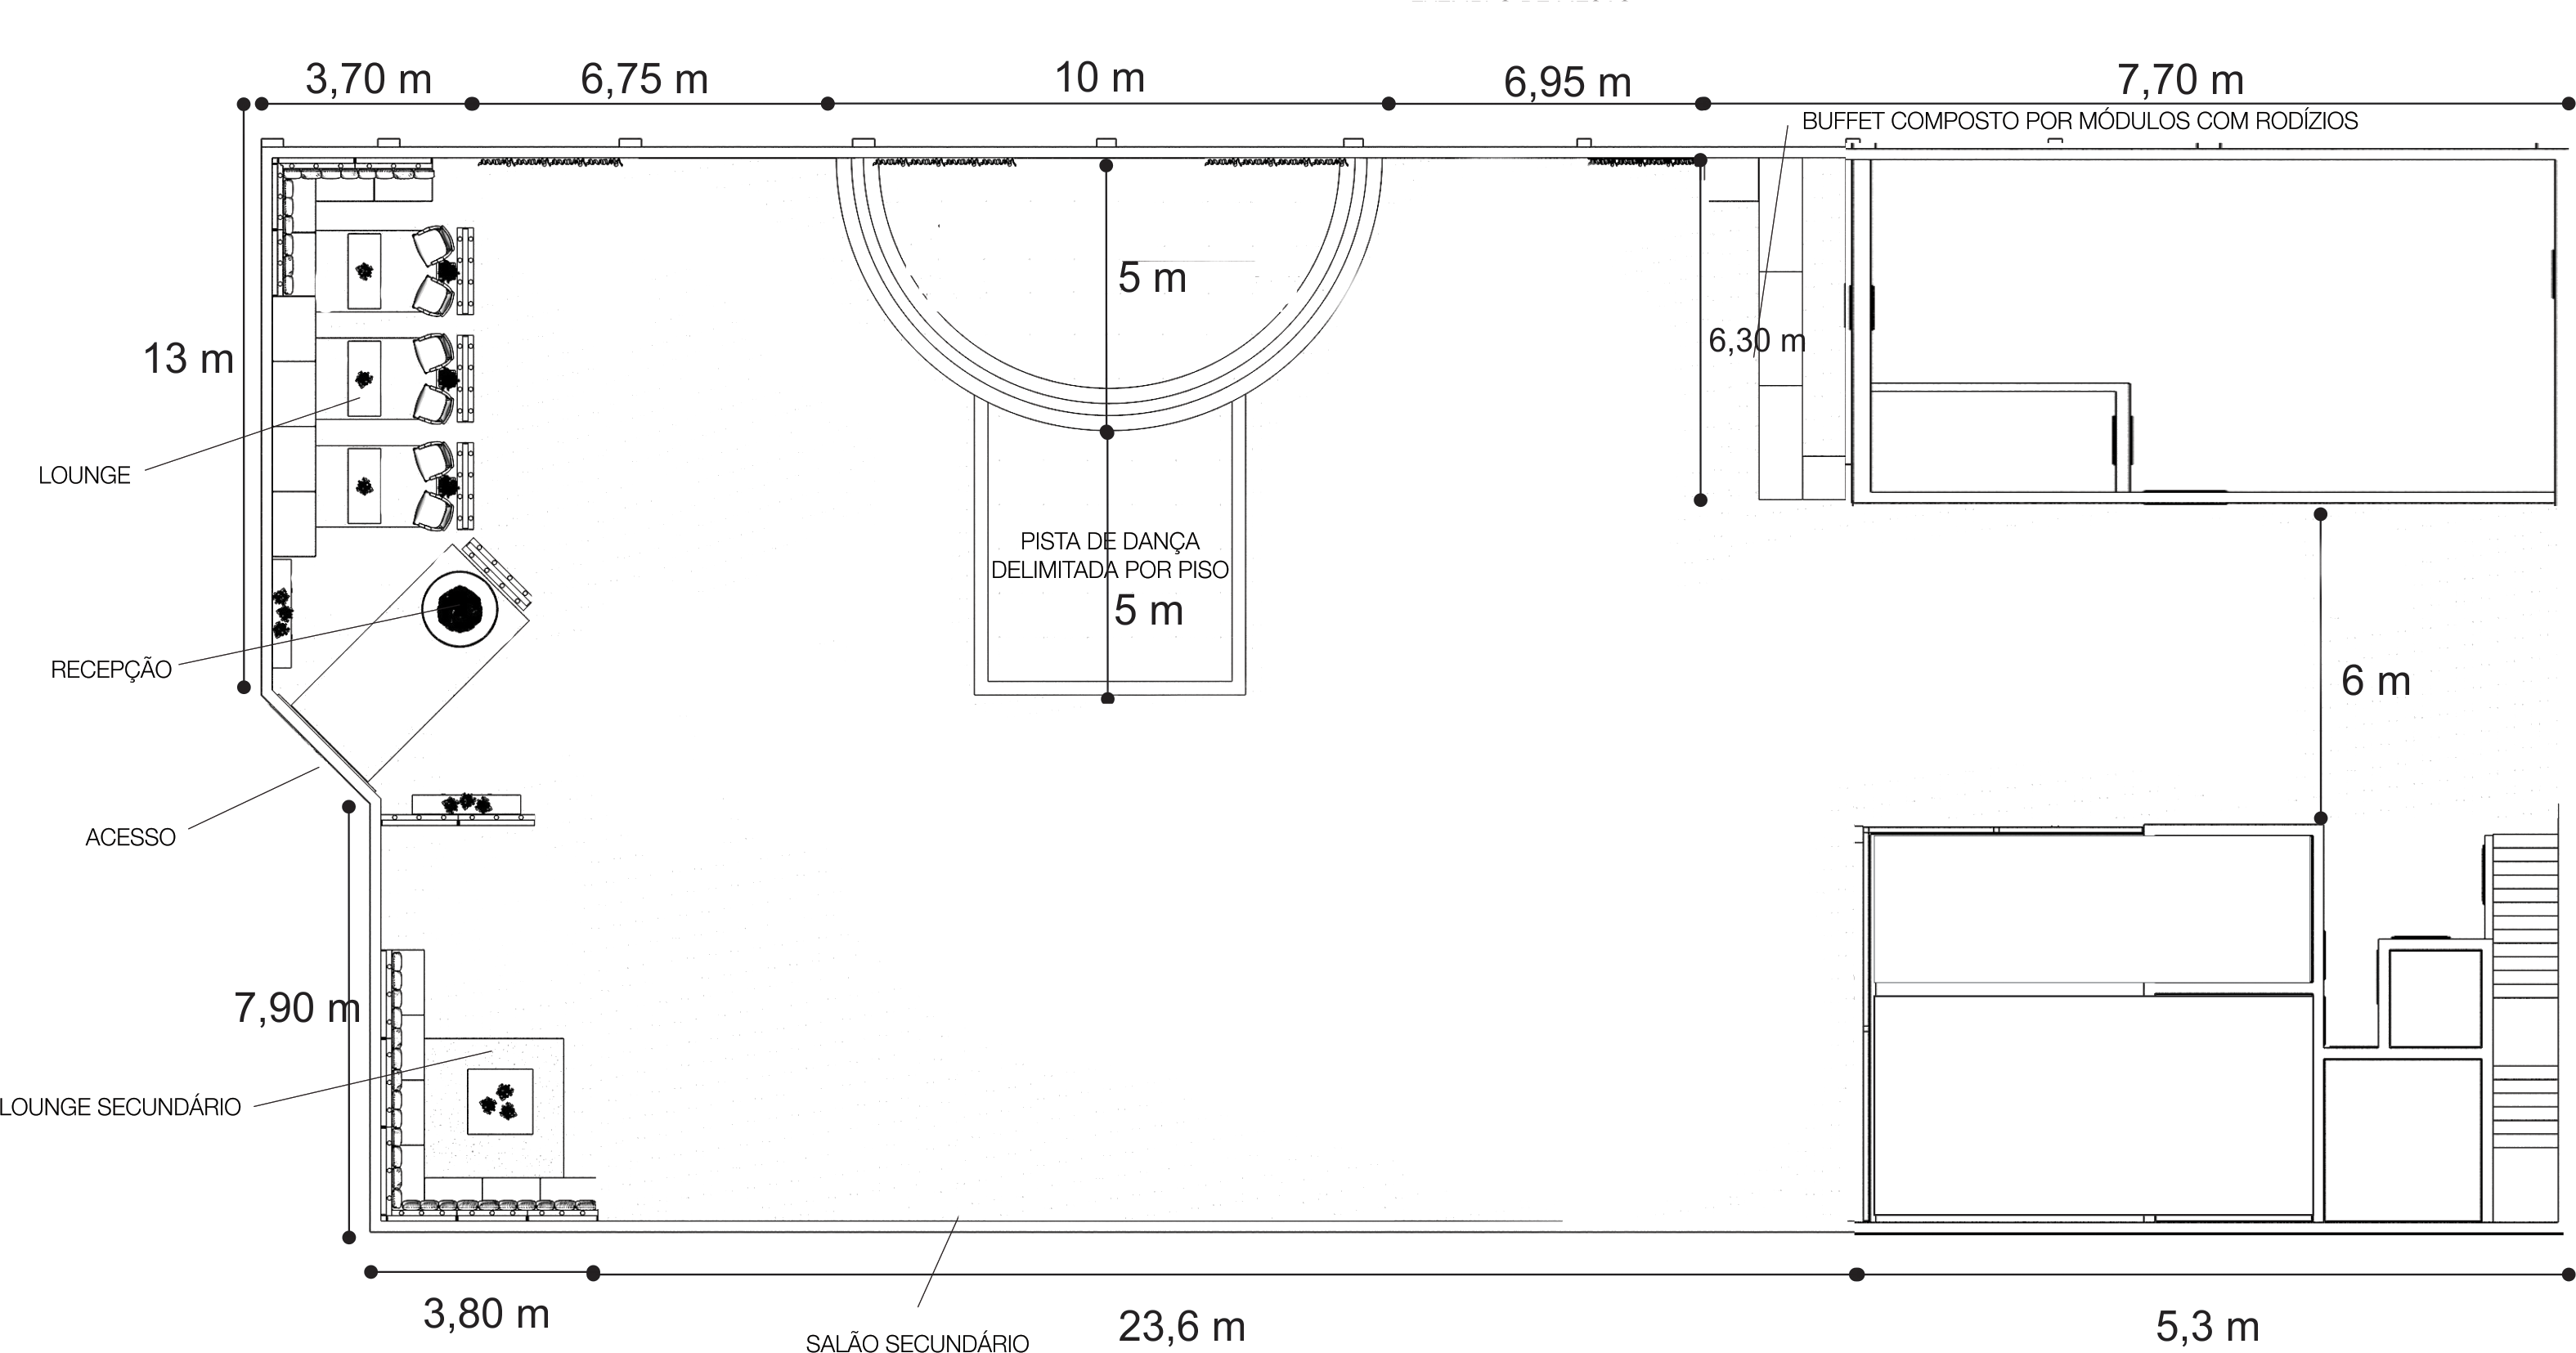 3,70 m
6,75 m
10 m
6,95 m
7,70 m
BUFFET COMPOSTO POR MÓDULOS COM RODÍZIOS
5 m
6,30 m
13 m
LOUNGE
PISTA DE DANÇA
DELIMITADA POR PISO
5 m
RECEPÇÃO
6 m
ACESSO
7,90 m
LOUNGE SECUNDÁRIO
3,80 m
SALÃO SECUNDÁRIO
23,6 m
5,3 m